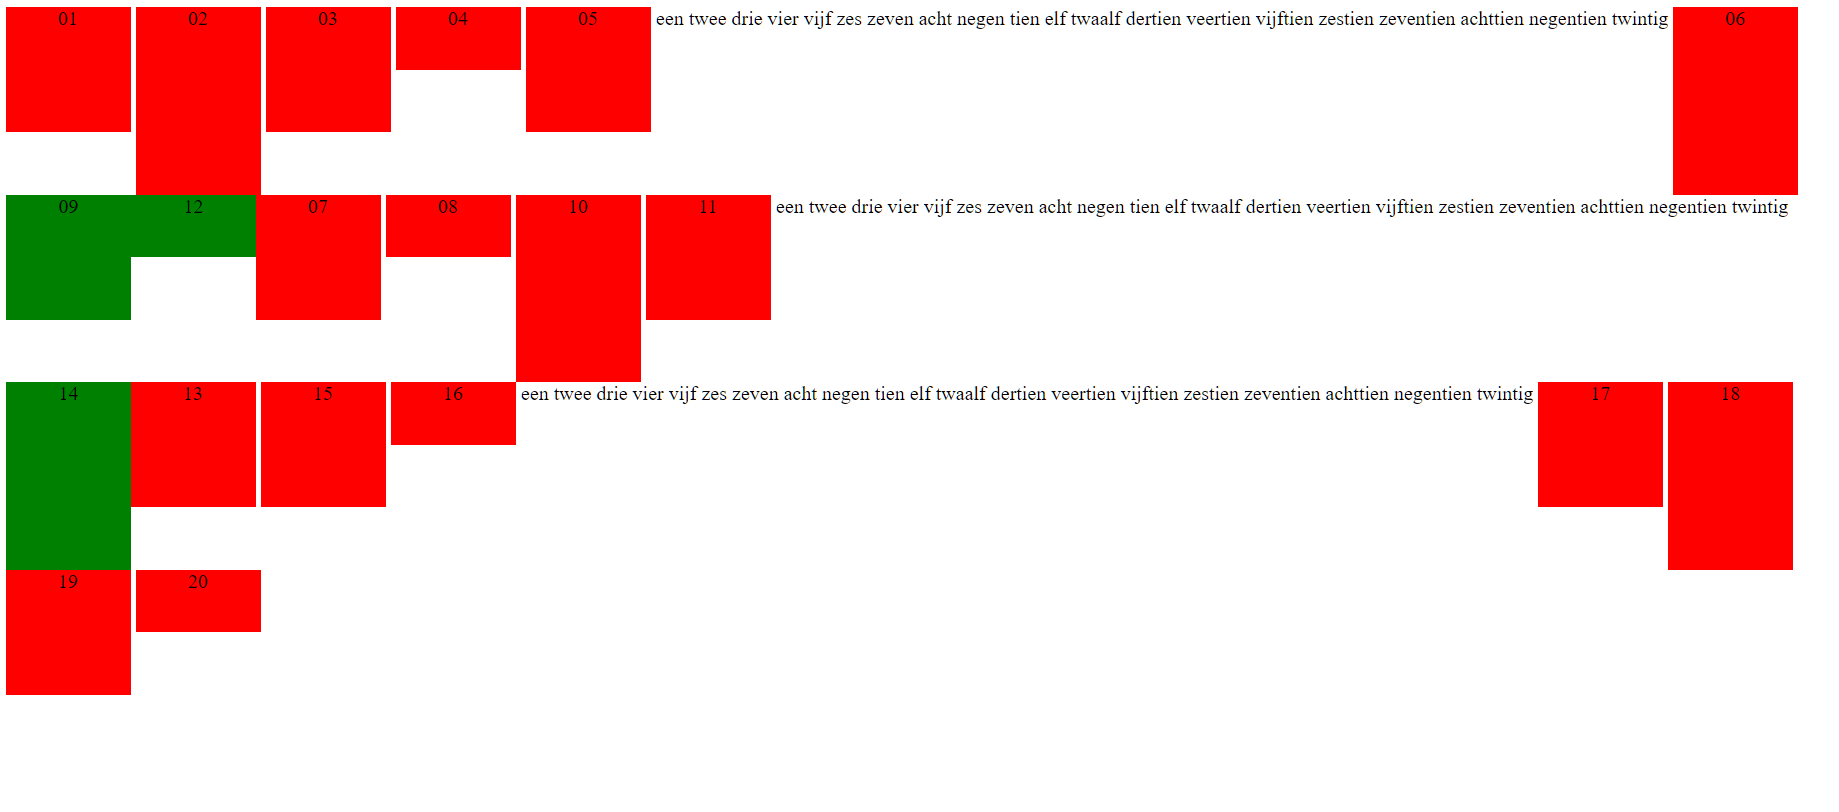 01 02 03 04 05 een twee drie vier vijf zes zeven acht negen tien elf twaalf dertien veertien vijftien zestien zeventien achttien negentien twintig 06
09 12 07 08 10 11 een twee drie vier vijf zes zeven acht negen tien elf twaalf dertien veertien vijftien zestien zeventien achttien negentien twintig
14 13 15 16 een twee drie vier vijf zes zeven acht negen tien elf twaalf dertien veertien vijftien zestien zeventien achttien negentien twintig 17 18
19 20